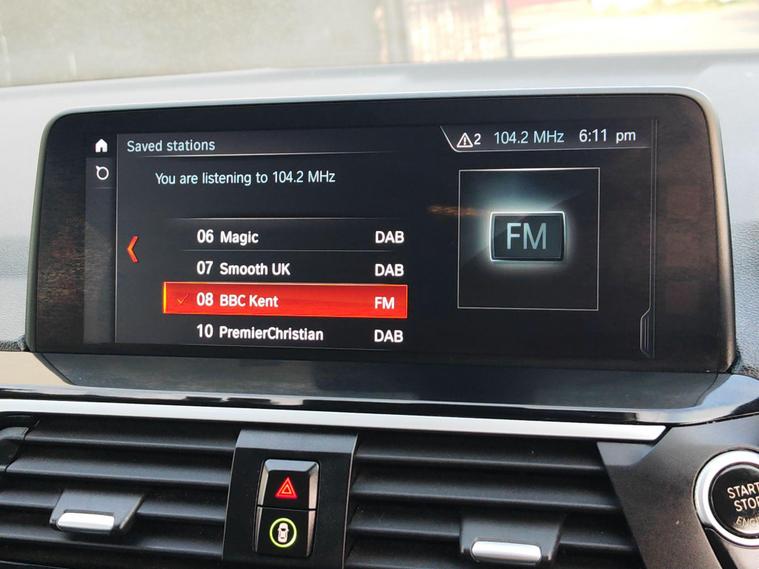 Saved stations
2 104.2 MHz 6:11 pm
You are listening to 104.2 MHz
06 Magic DAB
07 Smooth UK DAB
08 BBC Kent FM
10 PremierChristian DAB
FM
START
STOP